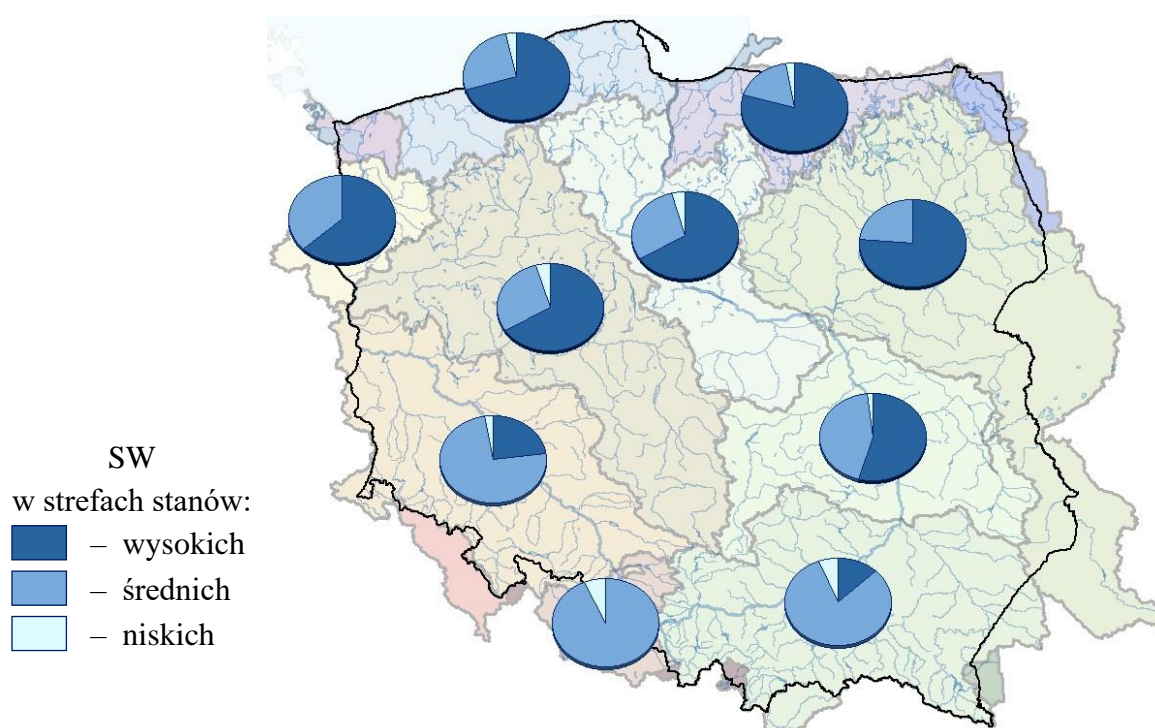 SW
w strefach stanów:
– wysokich
– średnich
– niskich